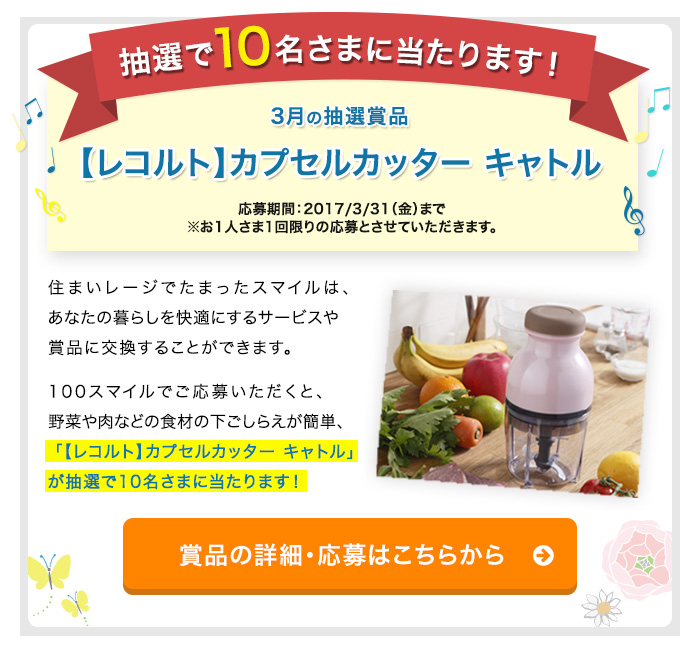 抽選で10名さまに当たります！
3月の抽選賞品
【レコルト】カプセルカッター キャトル
応募期間：2017/3/31（金）まで
※お1人さま1回限りの応募とさせていただきます。
住まいレージでたまったスマイルは、
あなたの暮らしを快適にするサービスや
賞品に交換することができます。
100スマイルでご応募いただくと、
野菜や肉などの食材の下ごしらえが簡単、
「【レコルト】カプセルカッター キャトル」
が抽選で10名さまに当たります！
賞品の詳細・応募はこちらから